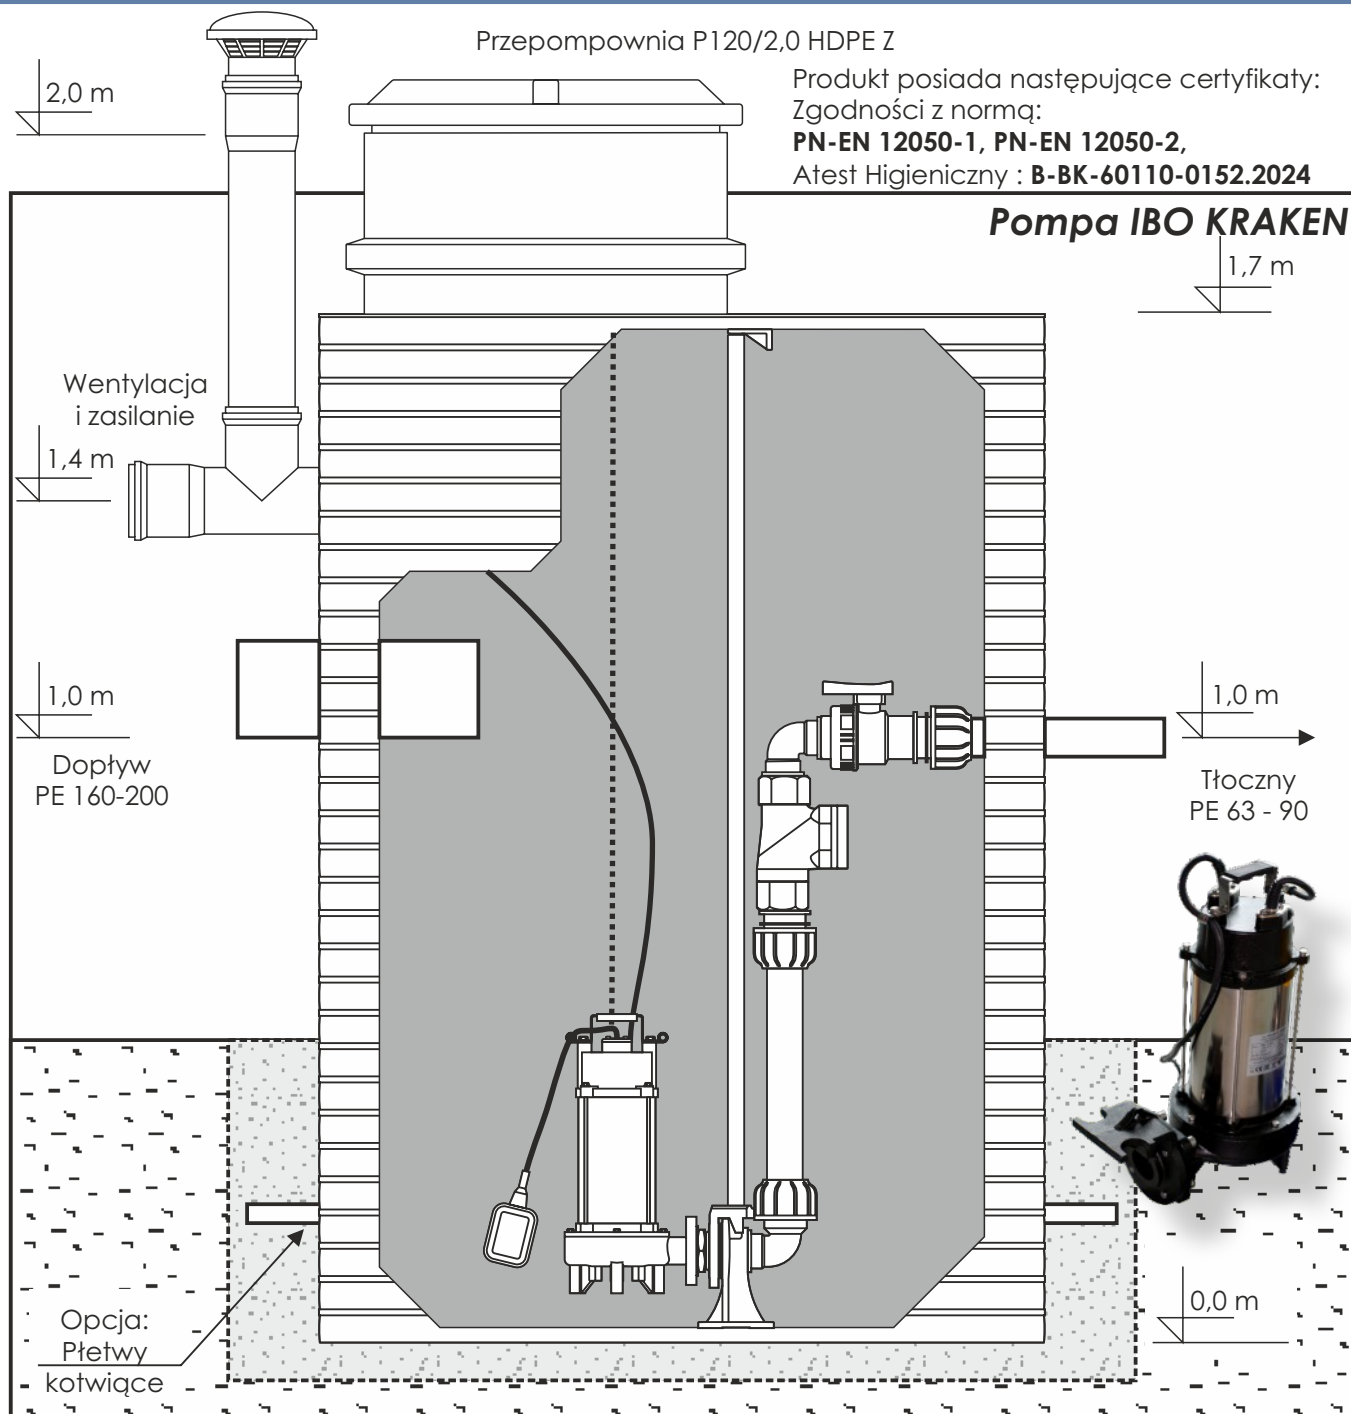 Przepompownia P120/2,0 HDPE Z
Produkt posiada następujące certyfikaty:
Zgodności z normą:
PN-EN 12050-1, PN-EN 12050-2,
Atest Higieniczny : B-BK-60110-0152.2024
Pompa IBO KRAKEN
2,0 m
1,7 m
Wentylacja
i zasilanie
1,4 m
1,0 m
Dopływ
PE 160-200
1,0 m
Tłoczny
PE 63 - 90
0,0 m
Opcja:
Płetwy
kotwiące